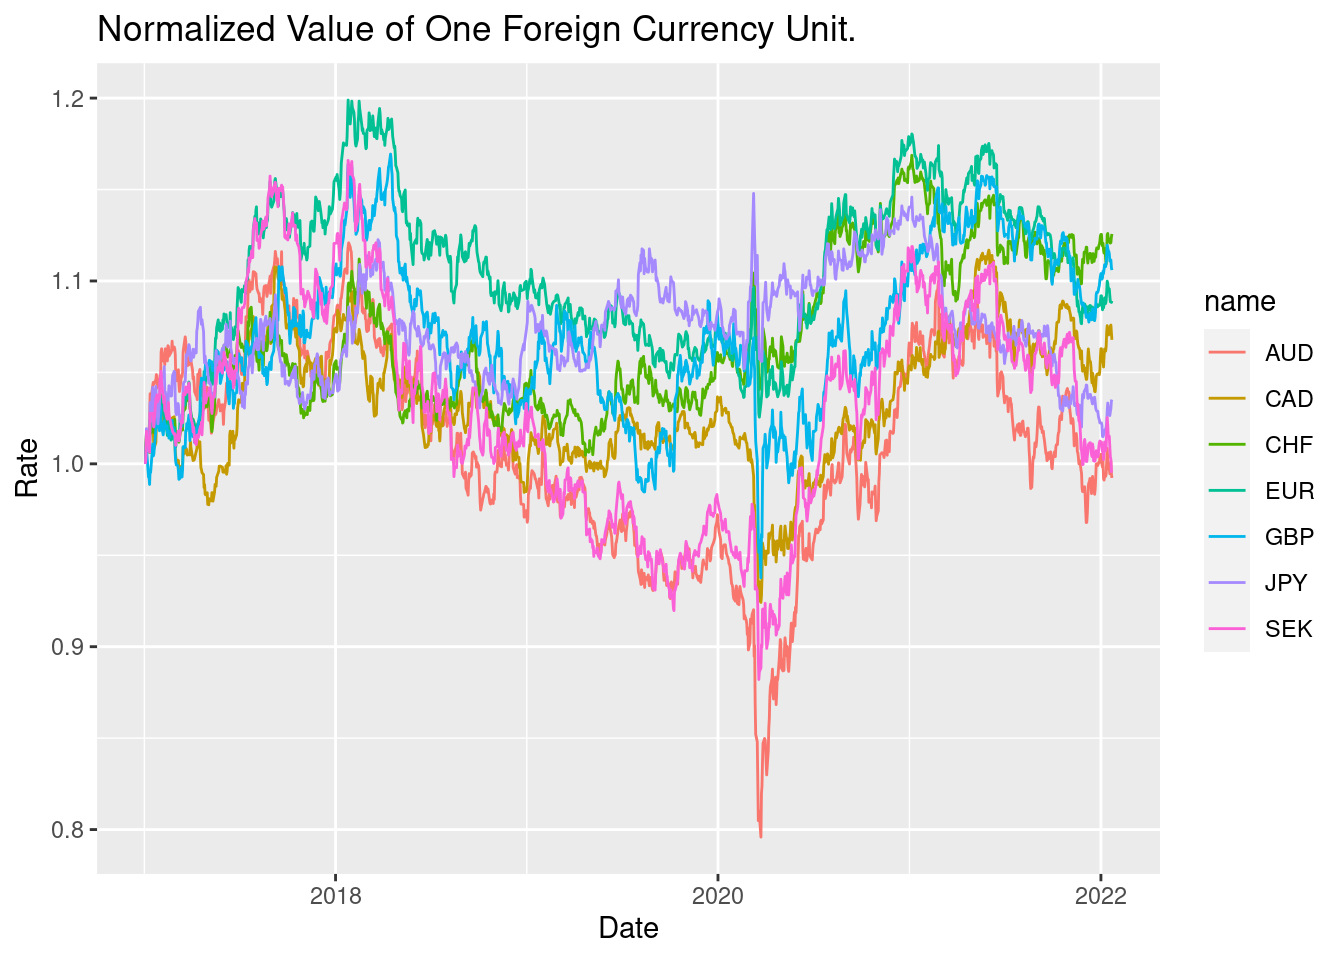 Normalized Value of One Foreign Currency Unit.
1.2
1.1
1.0
0.9
0.8
Rate
2018
2020
2022
Date
name
AUD
CAD
CHF
EUR
GBP
JPY
SEK